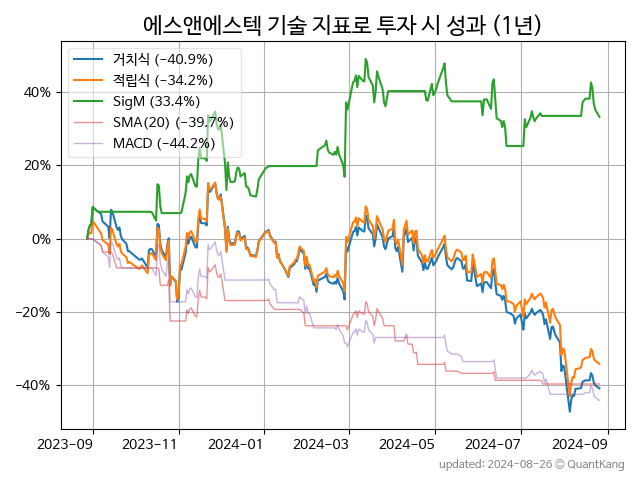 에스앤에스텍 기술 지표로 투자 시 성과 (1년)
거치식 (−40.9%)
적립식 (−34.2%)
SigM (33.4%)
SMA(20) (−39.7%)
MACD (−44.2%)
40%
20%
0%
−20%
−40%
2023-09 2023-11 2024-01 2024-03 2024-05 2024-07 2024-09
updated: 2024-08-26 © QuantKang